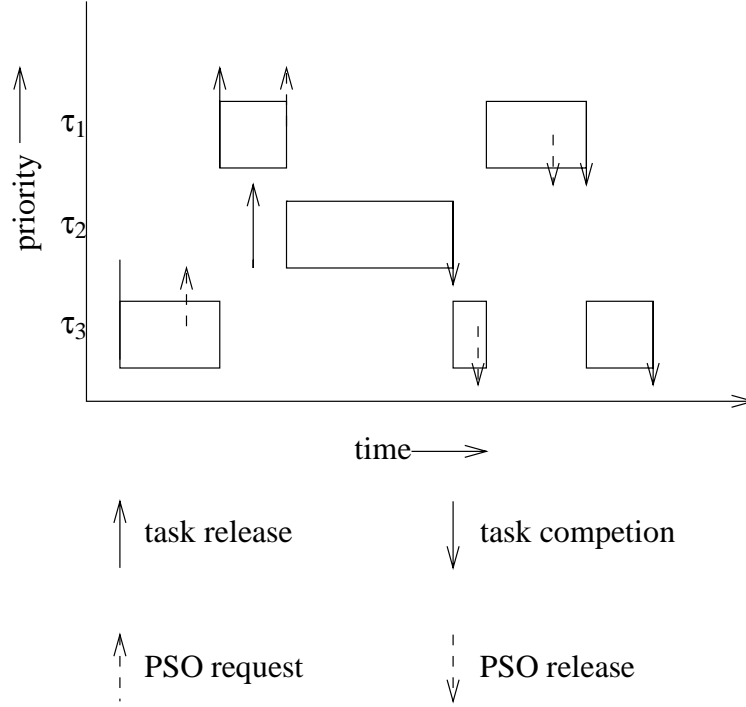 τ1
τ2
τ3
priority
time
task release
task competion
PSO request
PSO release